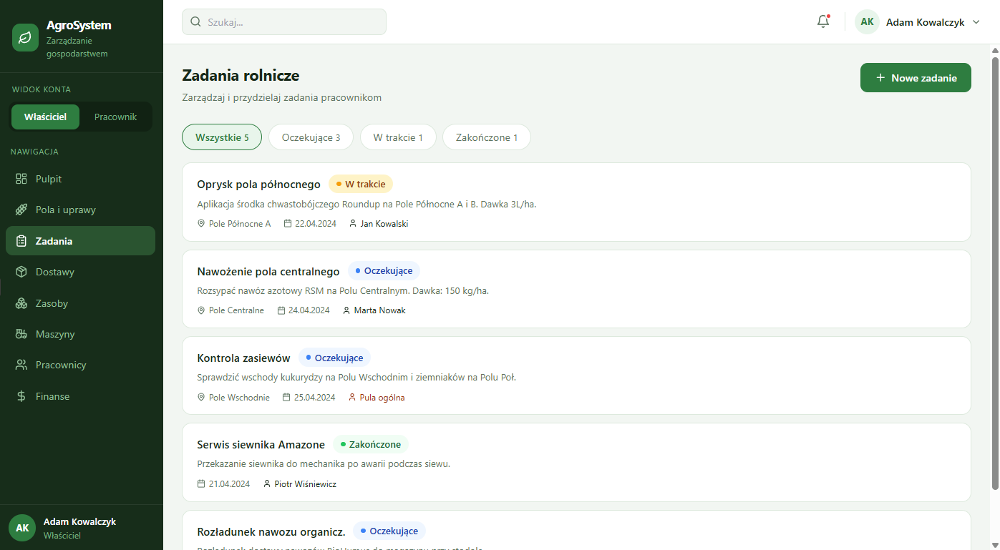 AgroSystem
Zarządzanie
gospodarstwem
WIDOK KONTA
Właściciel
Pracownik
NAWIGACJA
Pulpit
Pola i uprawy
Zadania
Dostawy
Zasoby
Maszyny
Pracownicy
Finanse
AK
Adam Kowalczyk
Właściciel
Szukaj...
AK Adam Kowalczyk
Zadania rolnicze
Zarządzaj i przydzielaj zadania pracownikom
+ Nowe zadanie
Wszystkie 5
Oczekujące 3
W trakcie 1
Zakończone 1
Oprysk pola północnego W trakcie
Aplikacja środka chwastobójczego Roundup na Pole Północne A i B. Dawka 3L/ha.
Pole Północne A 22.04.2024 Jan Kowalski
Nawożenie pola centralnego Oczekujące
Rozsypać nawóz azotowy RSM na Polu Centralnym. Dawka: 150 kg/ha.
Pole Centralne 24.04.2024 Marta Nowak
Kontrola zasiewów Oczekujące
Sprawdzić wschody kukurydzy na Polu Wschodnim i ziemniaków na Polu Poł.
Pole Wschodnie 25.04.2024 Pula ogólna
Serwis siewnika Amazone Zakończone
Przekazanie siewnika do mechanika po awarii podczas siewu.
21.04.2024 Piotr Wiśniewicz
Rozładunek nawozu organicz. Oczekujące